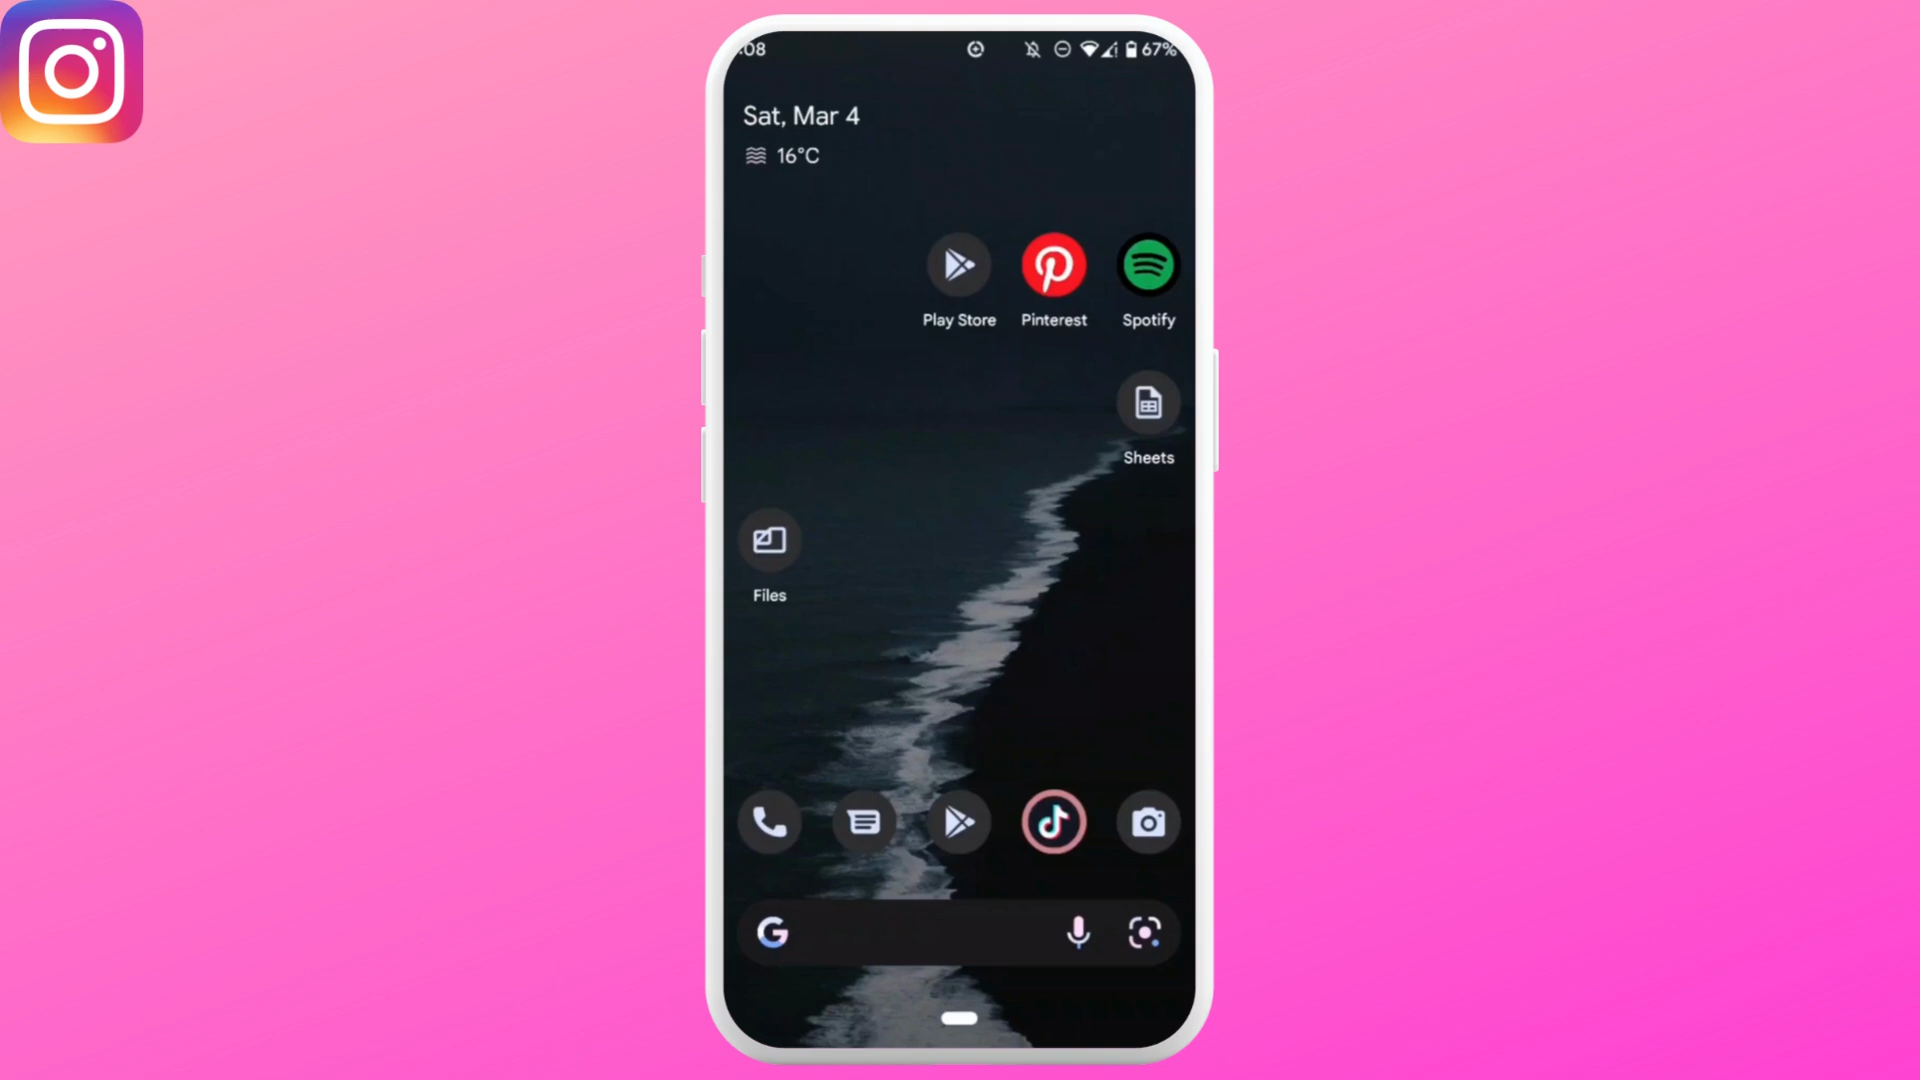 :08
67%
Sat, Mar 4
16°C
Play Store
Pinterest
Spotify
Sheets
Files